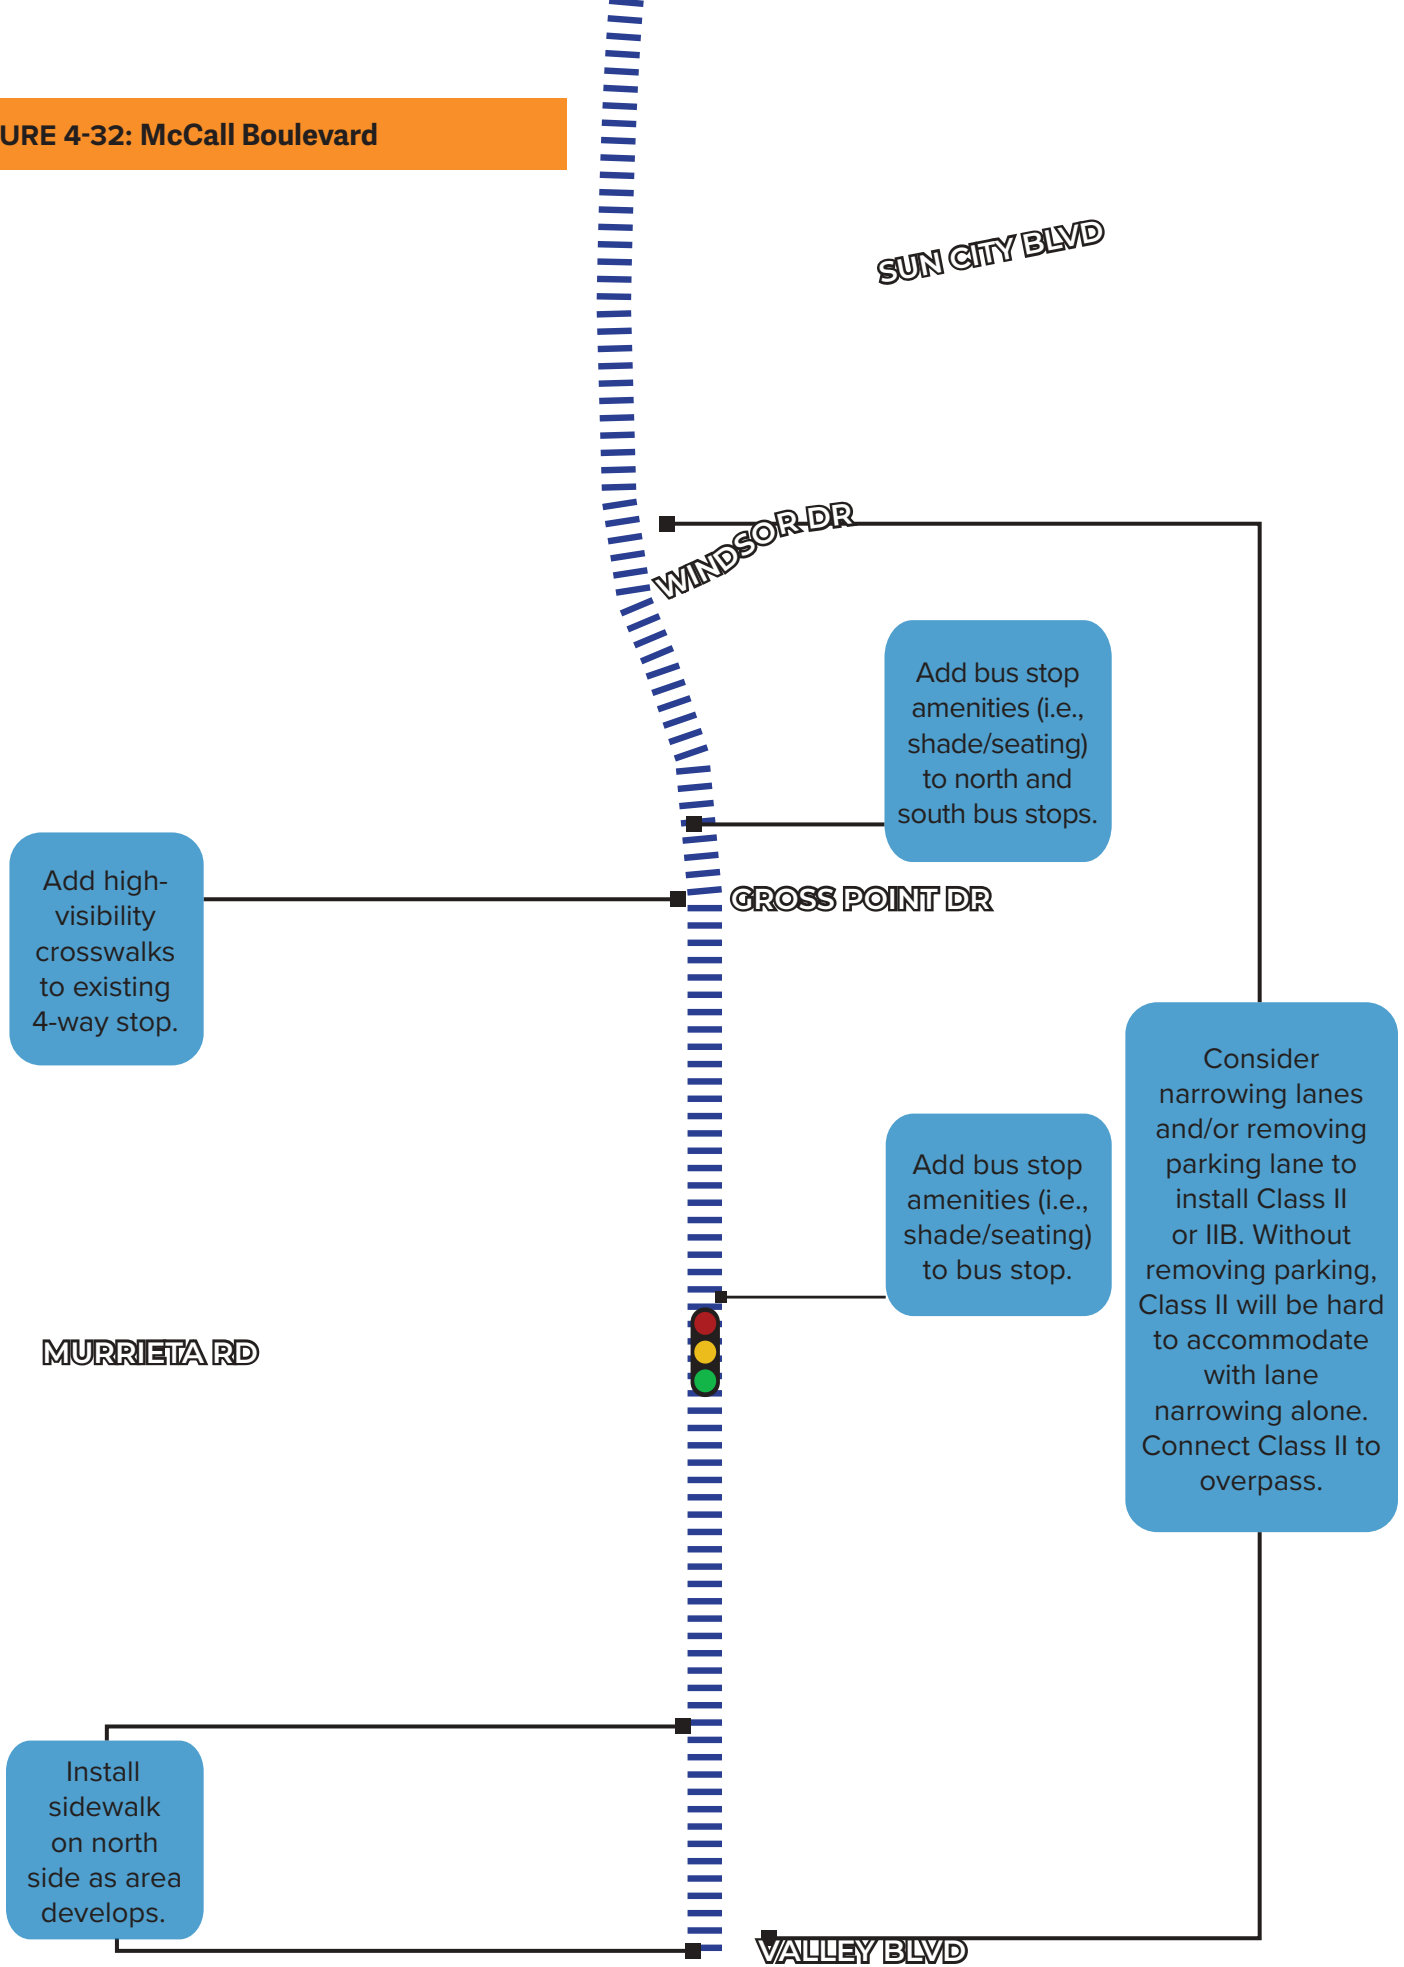 URE 4-32: McCall Boulevard
SUN CITY BLVD
WINDSOR DR
Add bus stop
amenities (i.e.,
shade/seating)
to north and
south bus stops.
Add high-
visibility
crosswalks
to existing
4-way stop.
GROSS POINT DR
Consider
narrowing lanes
and/or removing
parking lane to
install Class II
or IIB. Without
removing parking,
Class II will be hard
to accommodate
with lane
narrowing alone.
Connect Class II to
overpass.
Add bus stop
amenities (i.e.,
shade/seating)
to bus stop.
MURRIETA RD
Install
sidewalk
on north
side as area
develops.
VALLEY BLVD